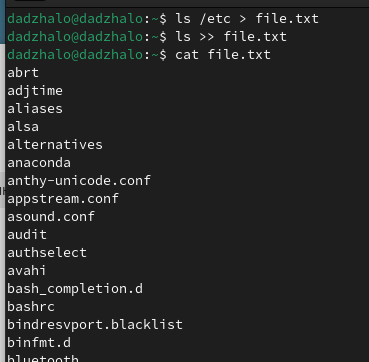 dadzhalo@dadzhalo:~$ ls /etc > file.txt
dadzhalo@dadzhalo:~$ ls >> file.txt
dadzhalo@dadzhalo:~$ cat file.txt
abrt
adjtime
aliases
alsa
alternatives
anaconda
anthy-unicode.conf
appstream.conf
asound.conf
audit
authselect
avahi
bash_completion.d
bashrc
bindresvport.blacklist
binfmt.d
bluetooth